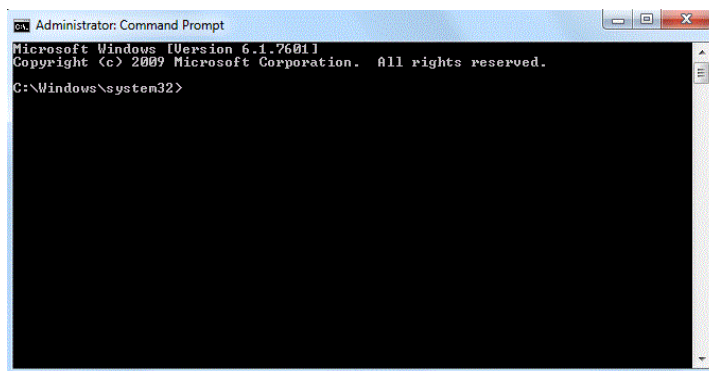 Administrator: Command Prompt
Microsoft Windows [Version 6.1.7601]
Copyright (c) 2009 Microsoft Corporation.  All rights reserved.
C:\Windows\system32>